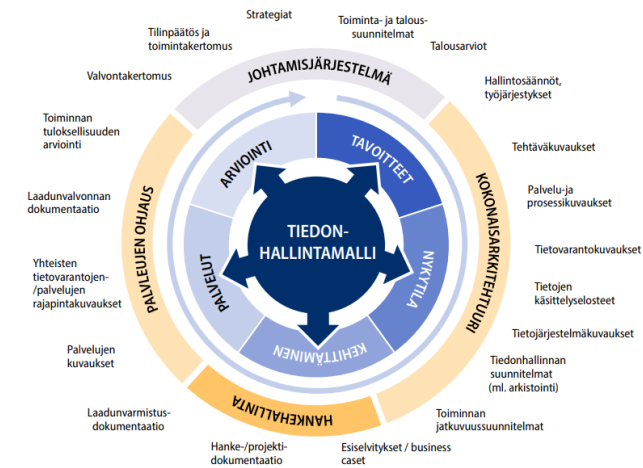 Strategiat
Tilinpäätös ja
toimintakertomus
Toiminta- ja talous-
suunnitelmat
Talousarviot
Valvontakertomus
JOHTAMISJÄRJESTELMÄ
Hallintosäännöt,
työjärjestykset
Toiminnan
tuloksellisuuden
arviointi
Tehtäväkuvaukset
ARVIOINTI
TAVOITTEET
Laadunvalvonnan
dokumentaatio
PALVLEUJEN OHJAUS
KOKONAISARKKITEHTUURI
Palvelu-ja
prosessikuvaukset
TIEDON-
HALLINTAMALLI
Tietovarantokuvaukset
PALVELUT
NYKYTILA
Yhteisten
tietovarantojen-
/palvelujen
rajapintakuvaukset
Tietojen
käsittelyselosteet
Tietojärjestelmäkuvaukset
KEHITTÄMINEN
Palvelujen
kuvaukset
Tiedonhallinnan
suunnitelmat
(ml. arkistointi)
HANKEHALLINTA
Laadunvarmistus-
dokumentaatio
Toiminnan
jatkuvuussuunnitelmat
Hanke-/projekti-
dokumentaatio
Esiselvitykset / business
caset